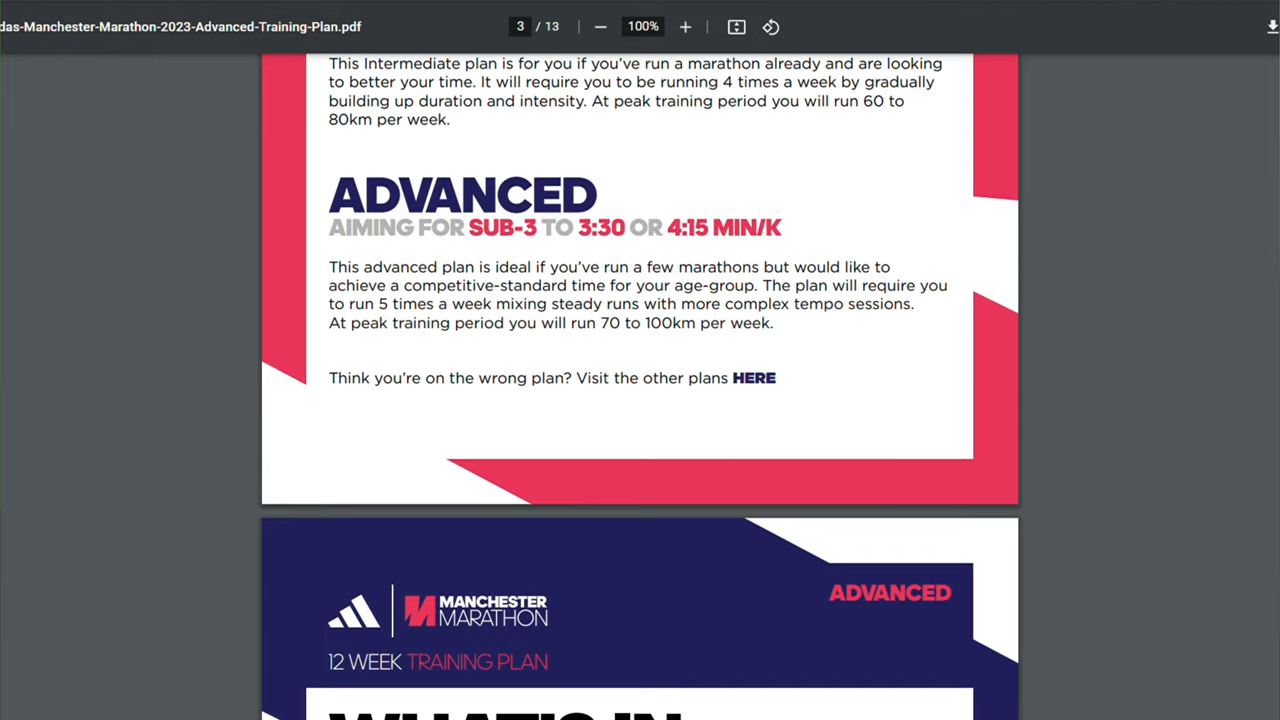 das-Manchester-Marathon-2023-Advanced-Training-Plan.pdf
3 / 13
100%
This Intermediate plan is for you if you’ve run a marathon already and are looking
to better your time. It will require you to be running 4 times a week by gradually
building up duration and intensity. At peak training period you will run 60 to
80km per week.
ADVANCED
AIMING FOR SUB-3 TO 3:30 OR 4:15 MIN/K
This advanced plan is ideal if you’ve run a few marathons but would like to
achieve a competitive-standard time for your age-group. The plan will require you
to run 5 times a week mixing steady runs with more complex tempo sessions.
At peak training period you will run 70 to 100km per week.
Think you’re on the wrong plan? Visit the other plans HERE
ADVANCED
MANCHESTER
MARATHON
12 WEEK TRAINING PLAN
WHAT'S IN